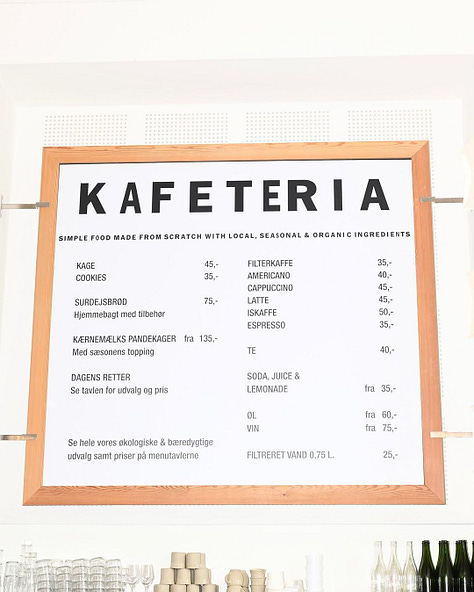 KAFETERIA
SIMPLE FOOD MADE FROM SCRATCH WITH LOCAL, SEASONAL & ORGANIC INGREDIENTS
KAGE 45,-
COOKIES 35,-
SURDEJSBRØD 75,-
Hjemmebagt med tilbehør
KÆRNEMÆLKS PANDEKAGER fra 135,-
Med sæsonens topping
DAGENS RETTER
Se tavlen for udvalg og pris
Se hele vores økologiske & bæredygtige
udvalg samt priser på menutavlerne
FILTERKAFFE 35,-
AMERICANO 40,-
CAPPUCCINO 45,-
LATTE 45,-
ISKAFFE 50,-
ESPRESSO 35,-
TE 40,-
SODA, JUICE &
LEMONADE fra 35,-
ØL fra 60,-
VIN fra 75,-
FILTRERET VAND 0,75 L. 25,-